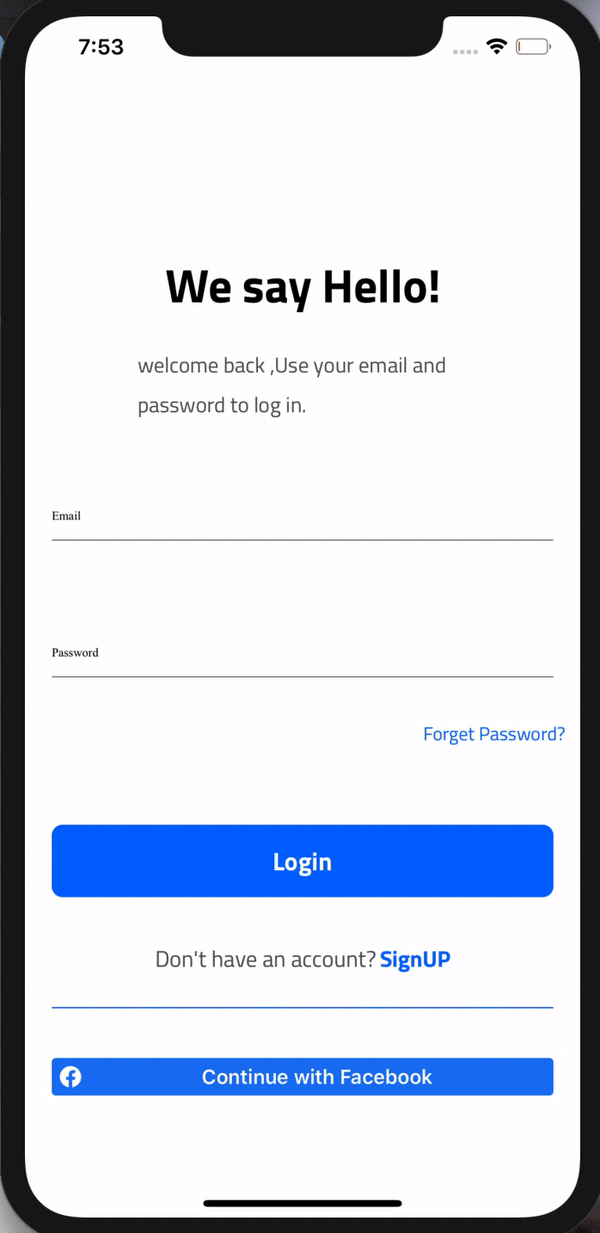 7:53
We say Hello!
welcome back ,Use your email and
password to log in.
Email
Password
Forget Password?
Login
Don't have an account? SignUP
Continue with Facebook